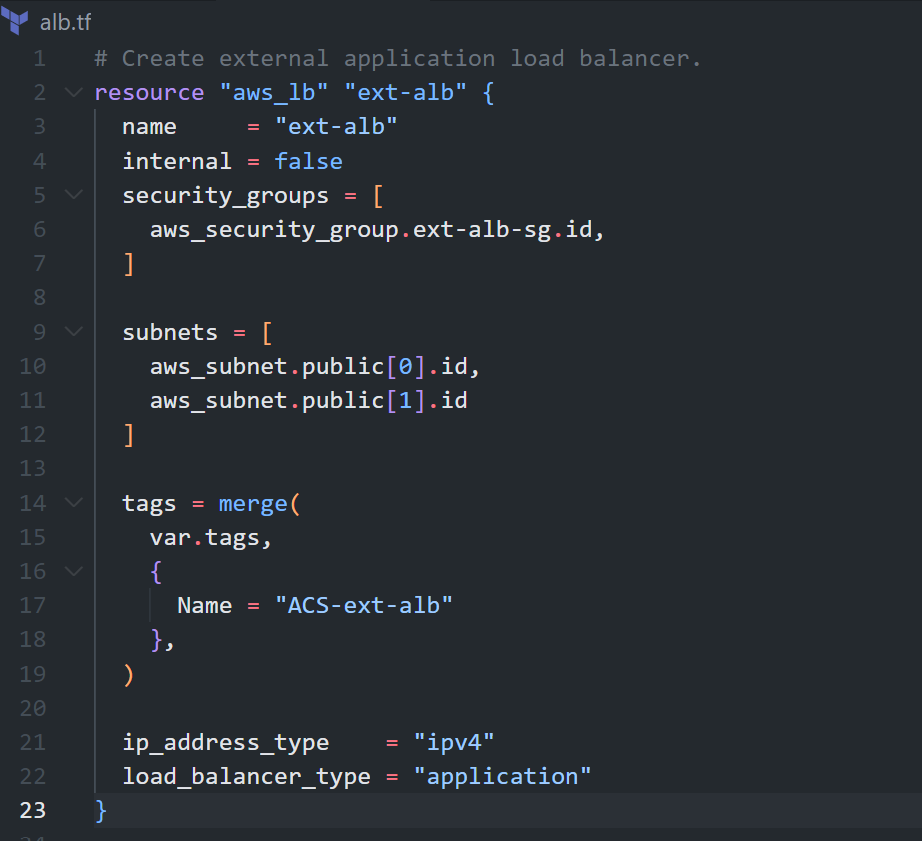 alb.tf
1 # Create external application load balancer.
2 resource "aws_lb" "ext-alb" {
3   name     = "ext-alb"
4   internal = false
5   security_groups = [
6     aws_security_group.ext-alb-sg.id,
7   ]
8
9   subnets = [
10     aws_subnet.public[0].id,
11     aws_subnet.public[1].id
12   ]
13
14   tags = merge(
15     var.tags,
16     {
17       Name = "ACS-ext-alb"
18     },
19   )
20
21   ip_address_type    = "ipv4"
22   load_balancer_type = "application"
23 }